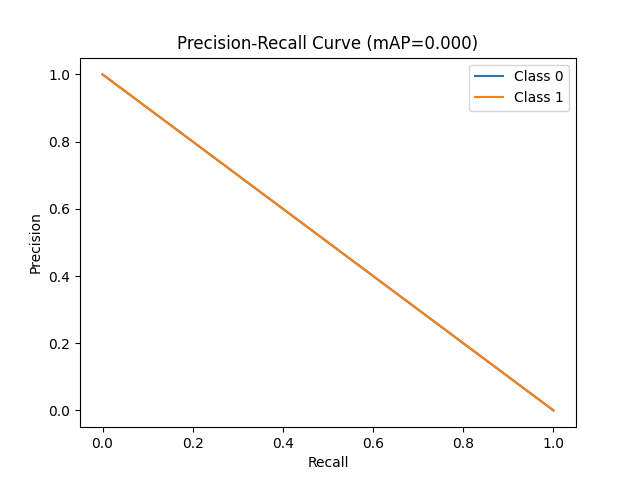 Precision-Recall Curve (mAP=0.000)
Class 0
Class 1
1.0
0.8
0.6
0.4
0.2
0.0
Precision
0.0 0.2 0.4 0.6 0.8 1.0
Recall